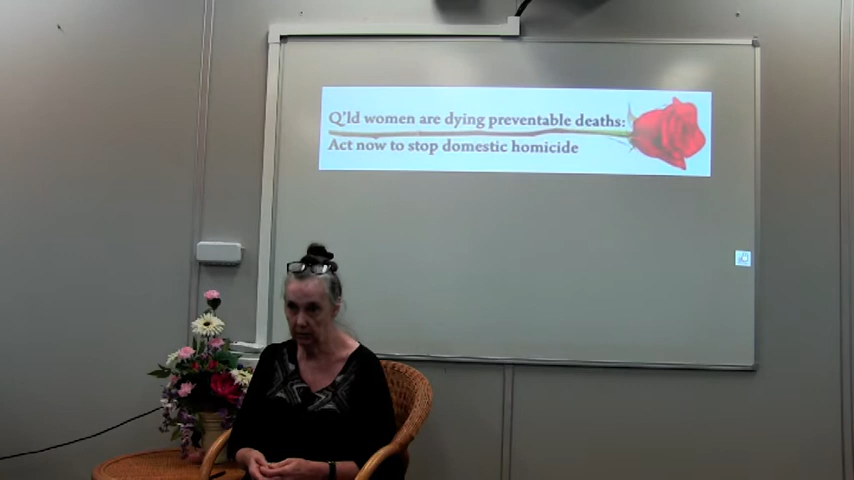 Q'ld women are dying preventable deaths:
Act now to stop domestic homicide